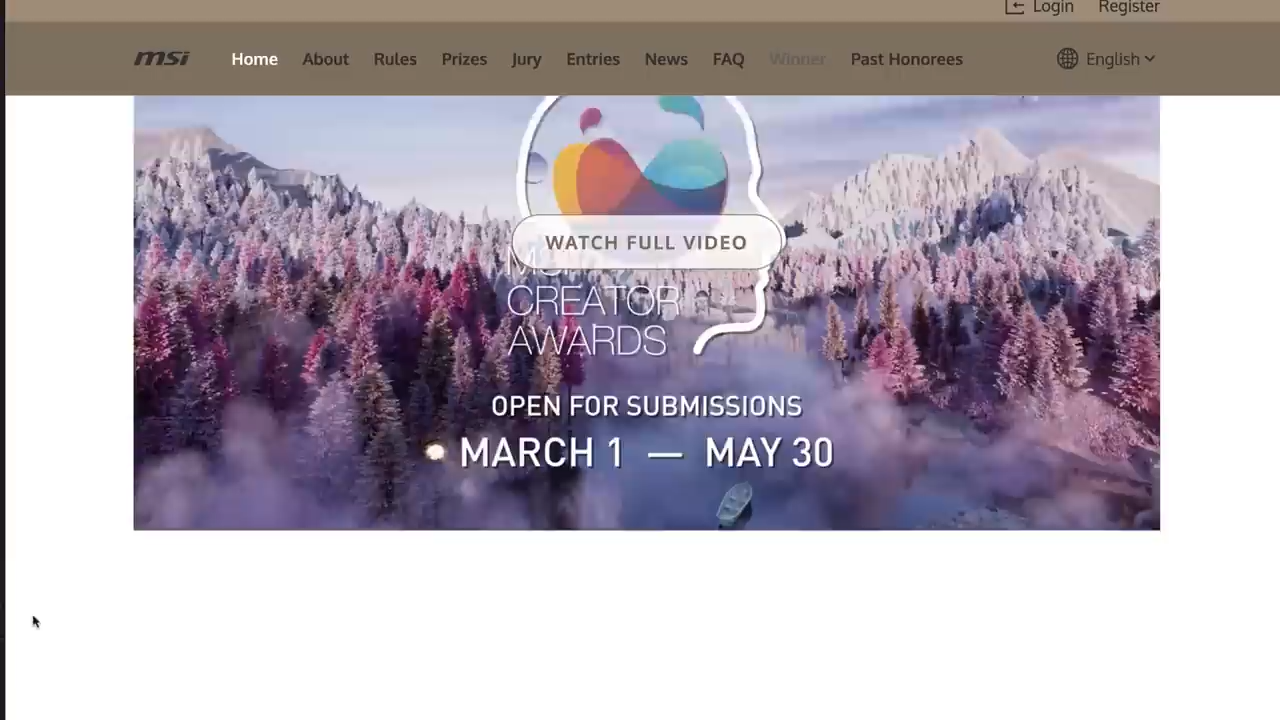 Login Register
msi Home About Rules Prizes Jury Entries News FAQ Winner Past Honorees English
WATCH FULL VIDEO
CREATOR
AWARDS
OPEN FOR SUBMISSIONS
MARCH 1 — MAY 30